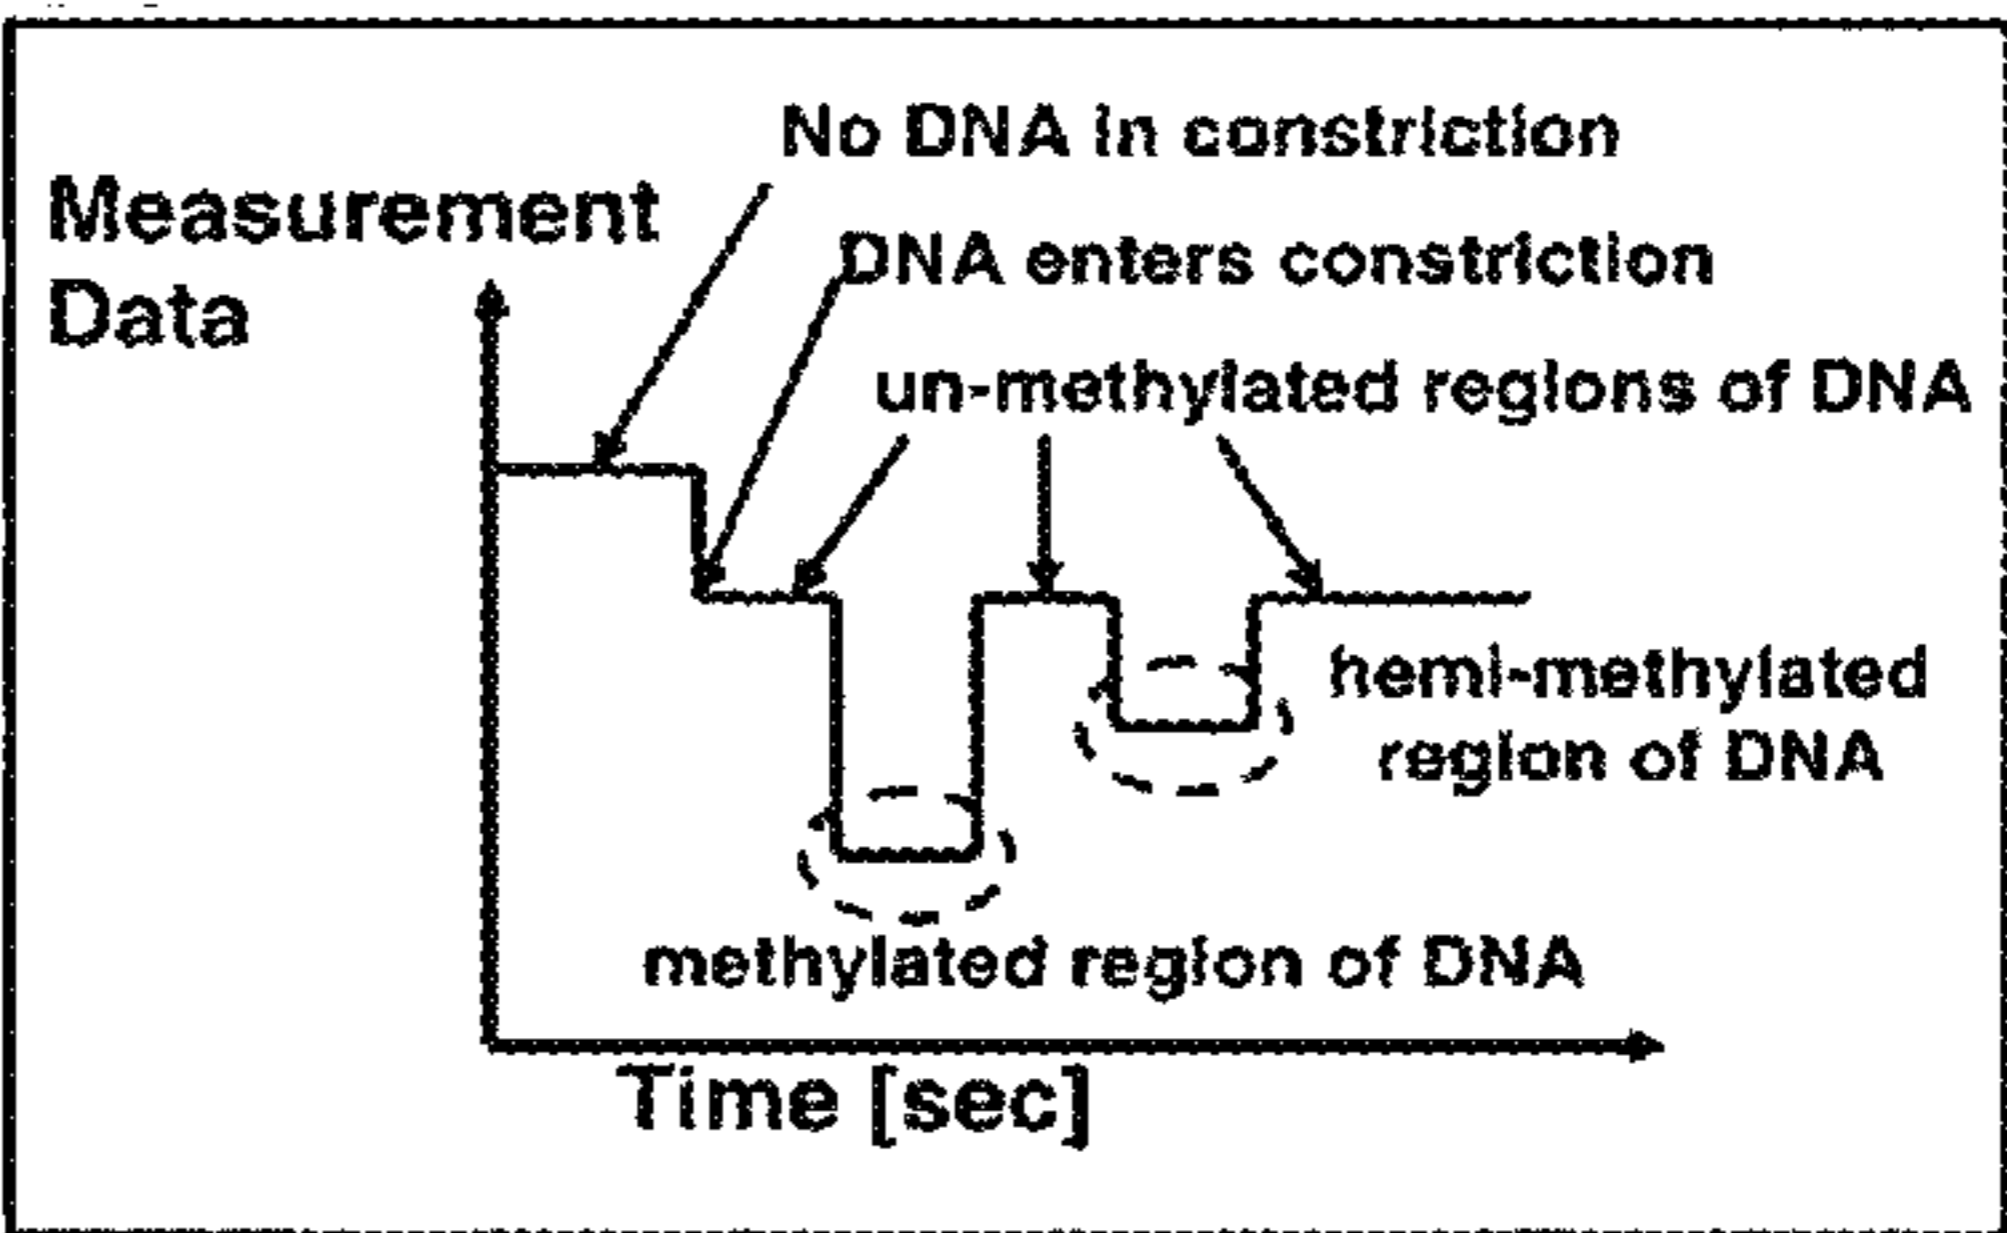 No DNA in constriction
Measurement
Data
DNA enters constriction
un-methylated regions of DNA
hemi-methylated
region of DNA
methylated region of DNA
Time [sec]